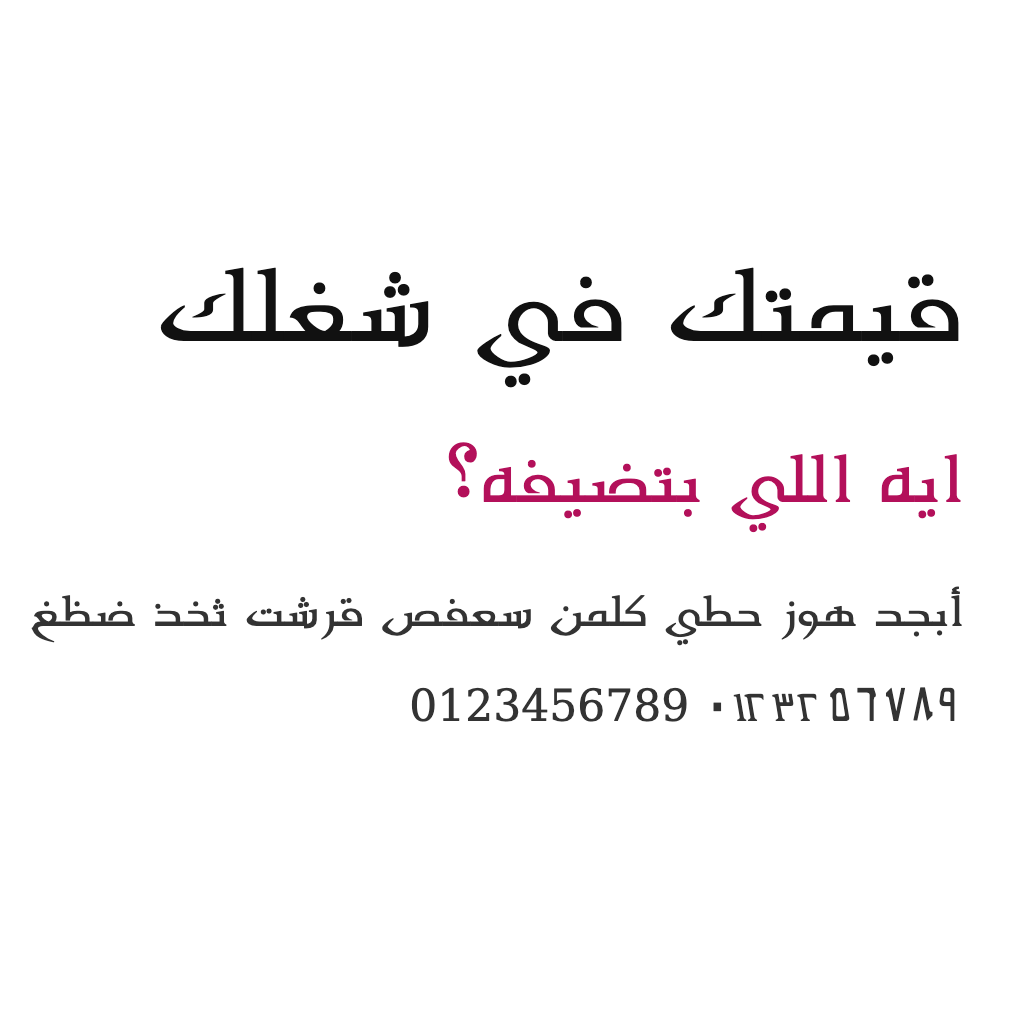 قيمتك في شغلك
ايه اللي بتضيفه؟
أبجد هوز حطي كلمن سعفص قرشت ثخذ ضظغ
0123456789 ٠١٢٣٤٥٦٧٨٩